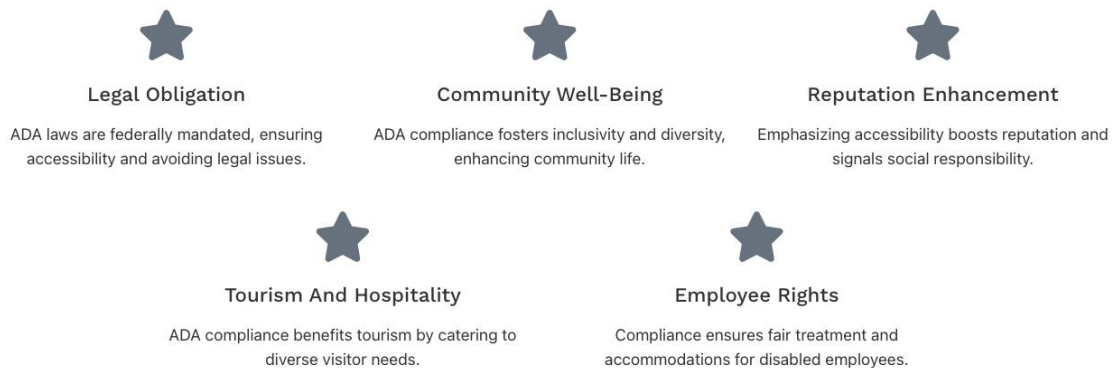 Legal Obligation
ADA laws are federally mandated, ensuring
accessibility and avoiding legal issues.
Community Well-Being
ADA compliance fosters inclusivity and diversity,
enhancing community life.
Reputation Enhancement
Emphasizing accessibility boosts reputation and
signals social responsibility.
Tourism And Hospitality
ADA compliance benefits tourism by catering to
diverse visitor needs.
Employee Rights
Compliance ensures fair treatment and
accommodations for disabled employees.